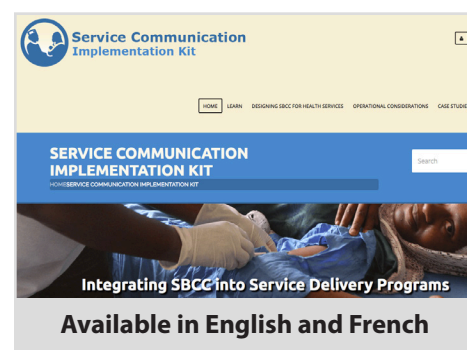 Service Communication
Implementation Kit
HOME LEARN DESIGNING SBCC FOR HEALTH SERVICES OPERATIONAL CONSIDERATIONS CASE STUDIE
SERVICE COMMUNICATION
IMPLEMENTATION KIT
Search
HOMESERVICE COMMUNICATION IMPLEMENTATION KIT
Integrating SBCC into Service Delivery Programs
Available in English and French